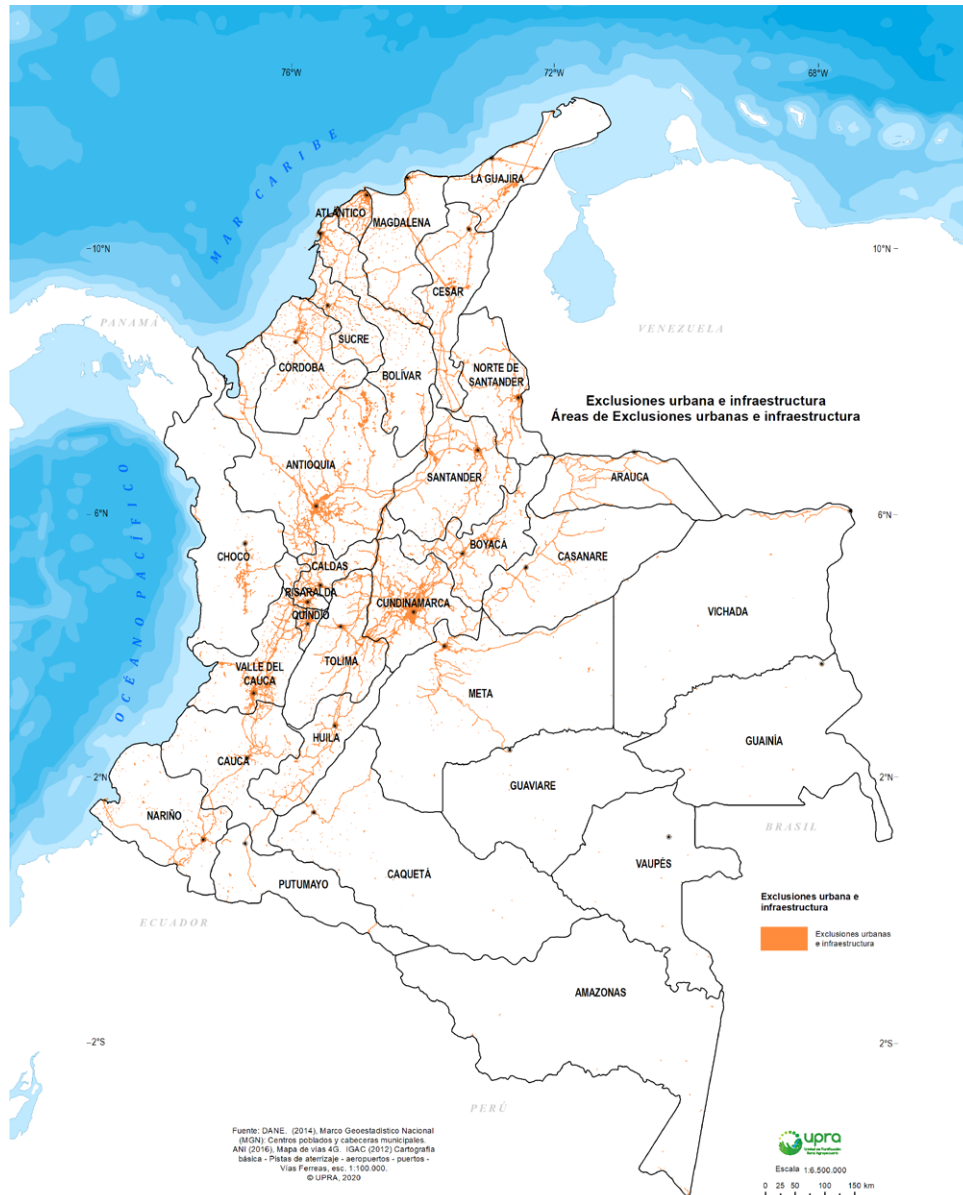 76°W
72°W
68°W
MAR CARIBE
LA GUAJIRA
ATLÁNTICO
MAGDALENA
10°N
10°N
CESAR
PANAMÁ
VENEZUELA
SUCRE
CÓRDOBA
BOLÍVAR
NORTE DE
SANTANDER
Exclusiones urbana e infraestructura
Áreas de Exclusiones urbanas e infraestructura
ANTIOQUIA
SANTANDER
ARAUCA
OCÉANO PACÍFICO
6°N
6°N
BOYACÁ
CHOCÓ
CASANARE
CALDAS
RISARALDA
CUNDINAMARCA
QUINDÍO
VICHADA
TOLIMA
VALLE DEL
CAUCA
META
HUILA
GUAINÍA
CAUCA
2°N
2°N
GUAVIARE
NARIÑO
BRASIL
VAUPÉS
CAQUETÁ
PUTUMAYO
Exclusiones urbana e
infraestructura
ECUADOR
Exclusiones urbanas
e infraestructura
AMAZONAS
2°S
2°S
PERÚ
Fuente: DANE. (2014), Marco Geoestadístico Nacional
(MGN): Centros poblados y cabeceras municipales.
ANI (2016), Mapa de vías 4G. IGAC (2012) Cartografía
básica - Pistas de aterrizaje - aeropuertos - puertos -
Vías Ferreas, esc. 1:100.000.
© UPRA, 2020
upra
Escala 1:6.500.000
0 25 50 100 150 km